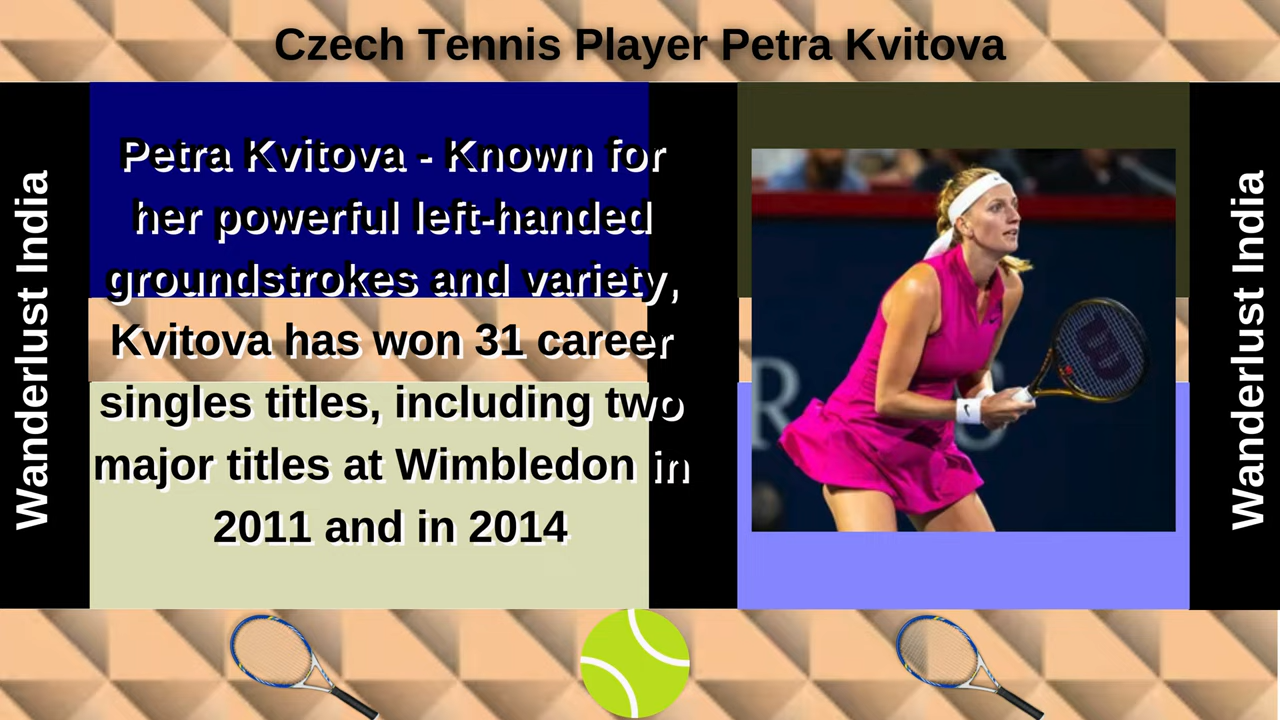 Czech Tennis Player Petra Kvitova
Wanderlust India
Petra Kvitova - Known for
her powerful left-handed
groundstrokes and variety,
Kvitova has won 31 career
singles titles, including two
major titles at Wimbledon in
2011 and in 2014
Wanderlust India